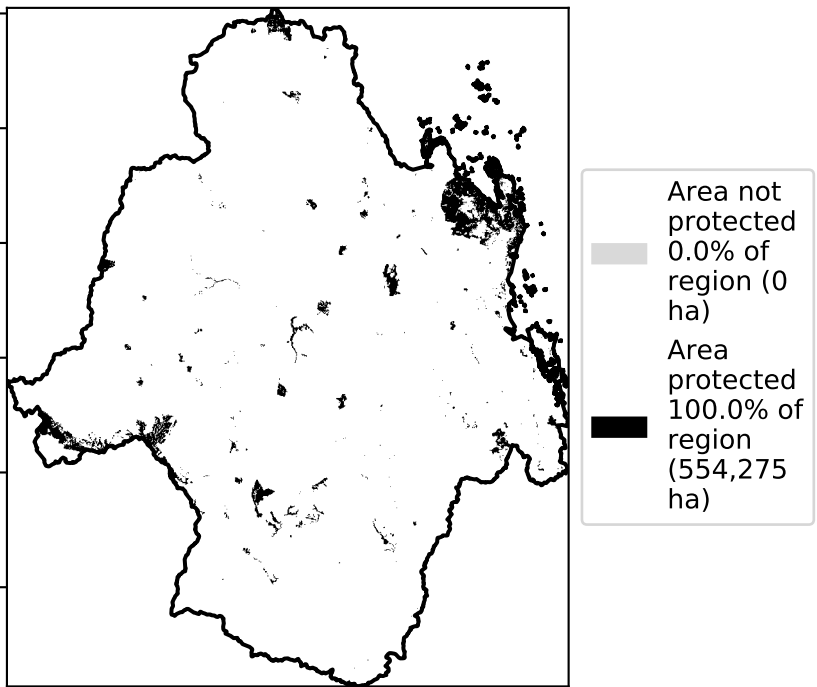 Area not
protected
0.0% of
region (0
ha)
Area
protected
100.0% of
region
(554,275
ha)